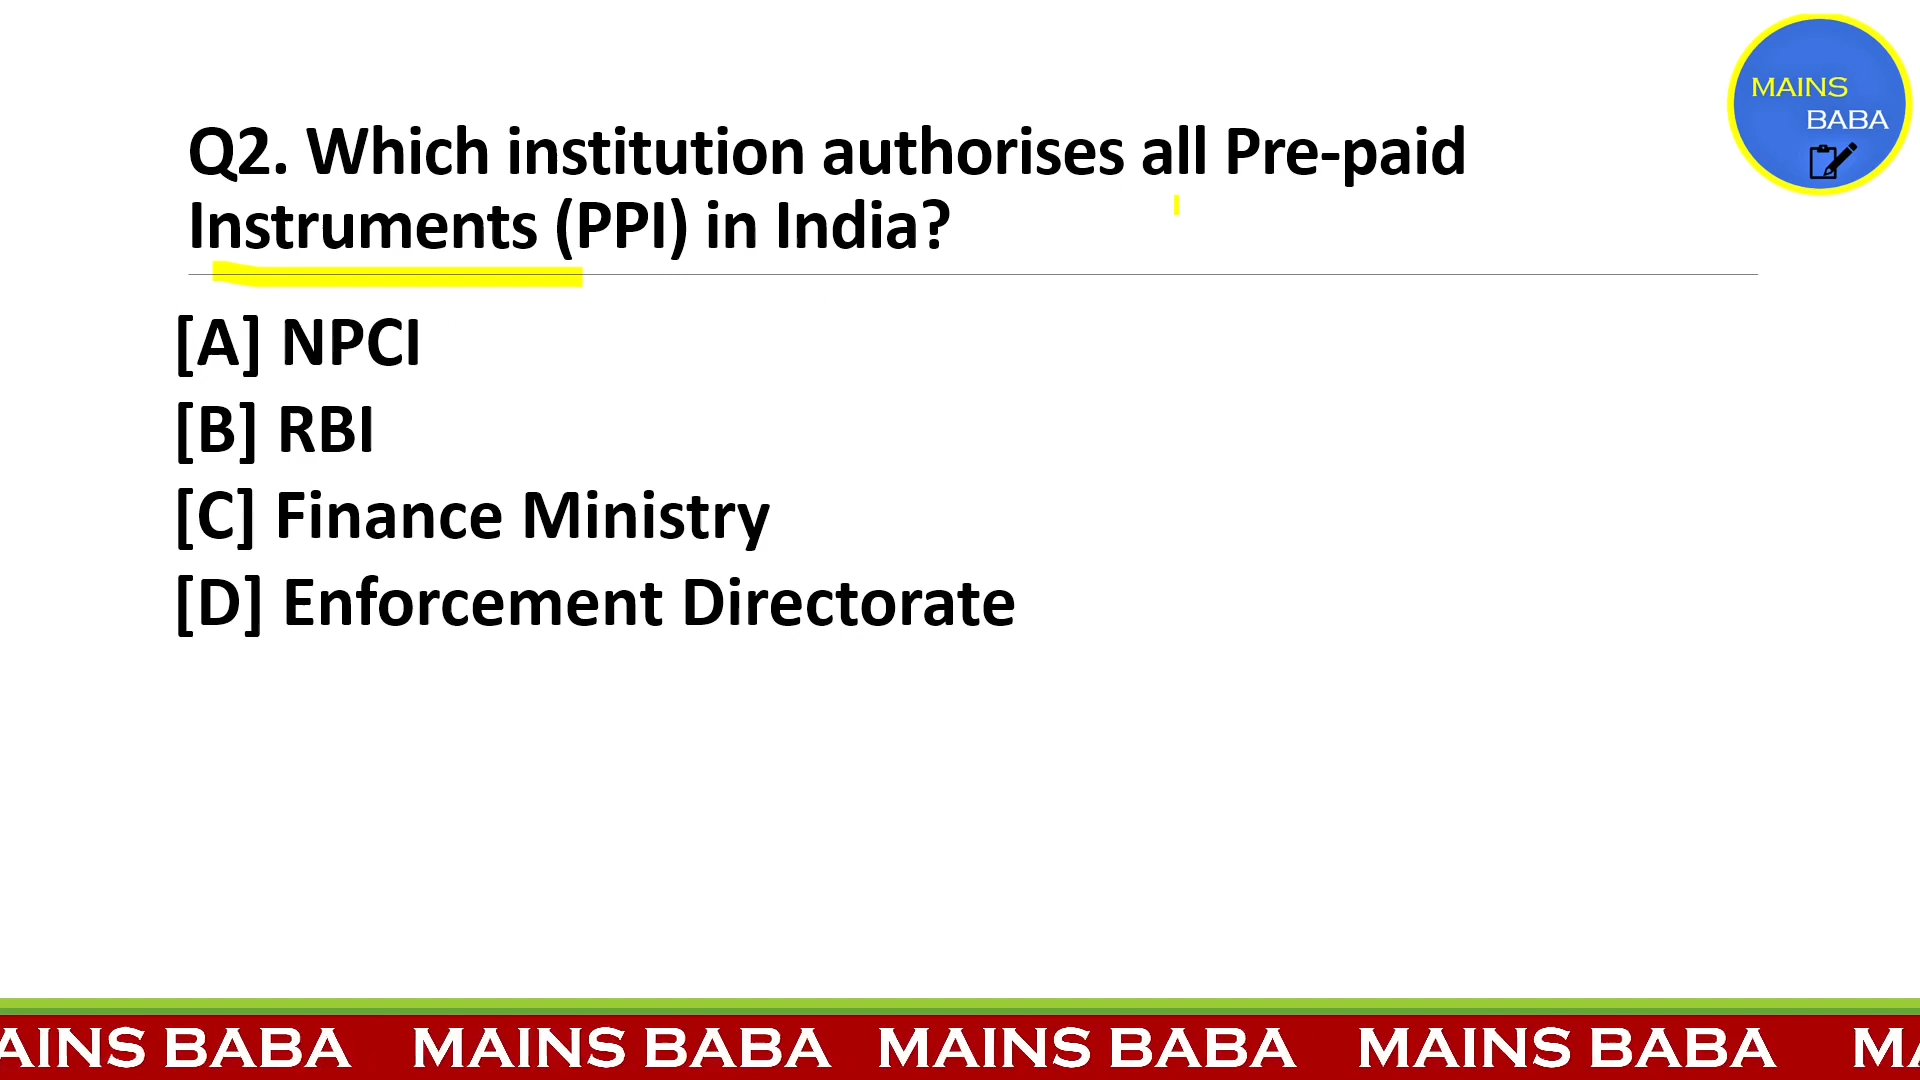 MAINS
BABA
Q2. Which institution authorises all Pre-paid
Instruments (PPI) in India?
[A] NPCI
[B] RBI
[C] Finance Ministry
[D] Enforcement Directorate
AINS BABA MAINS BABA MAINS BABA MAINS BABA MA